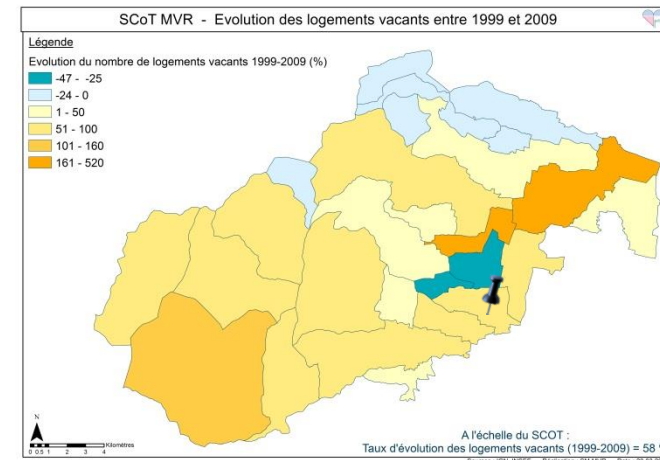 SCoT MVR - Evolution des logements vacants entre 1999 et 2009
Légende
Evolution du nombre de logements vacants 1999-2009 (%)
-47 - -25
-24 - 0
1 - 50
51 - 100
101 - 160
161 - 520
N
0 0.5 1 2 3 4 Kilomètres
A l'échelle du SCOT :
Taux d'évolution des logements vacants (1999-2009) = 58